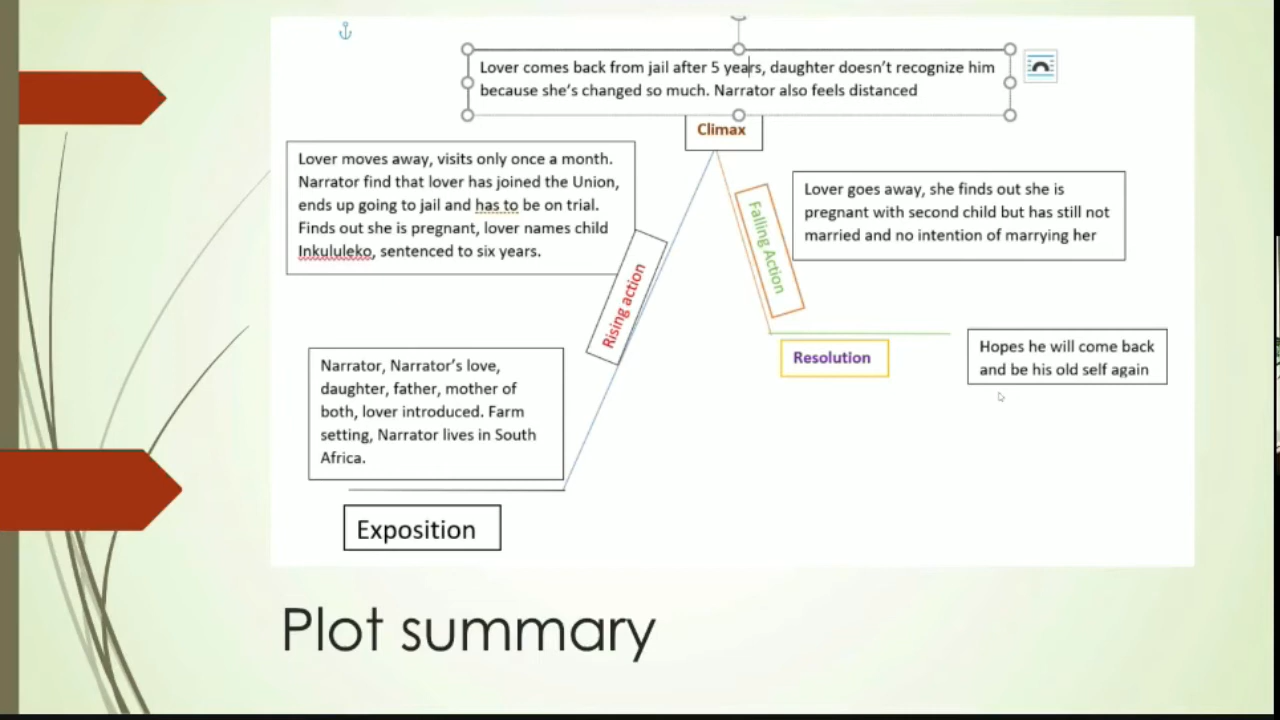 Lover comes back from jail after 5 years, daughter doesn't recognize him
because she's changed so much. Narrator also feels distanced
Climax
Lover moves away, visits only once a month.
Narrator find that lover has joined the Union,
ends up going to jail and has to be on trial.
Finds out she is pregnant, lover names child
Inkululeko, sentenced to six years.
Rising action
Falling Action
Lover goes away, she finds out she is
pregnant with second child but has still not
married and no intention of marrying her
Resolution
Hopes he will come back
and be his old self again
Narrator, Narrator's love,
daughter, father, mother of
both, lover introduced. Farm
setting, Narrator lives in South
Africa.
Exposition
Plot summary